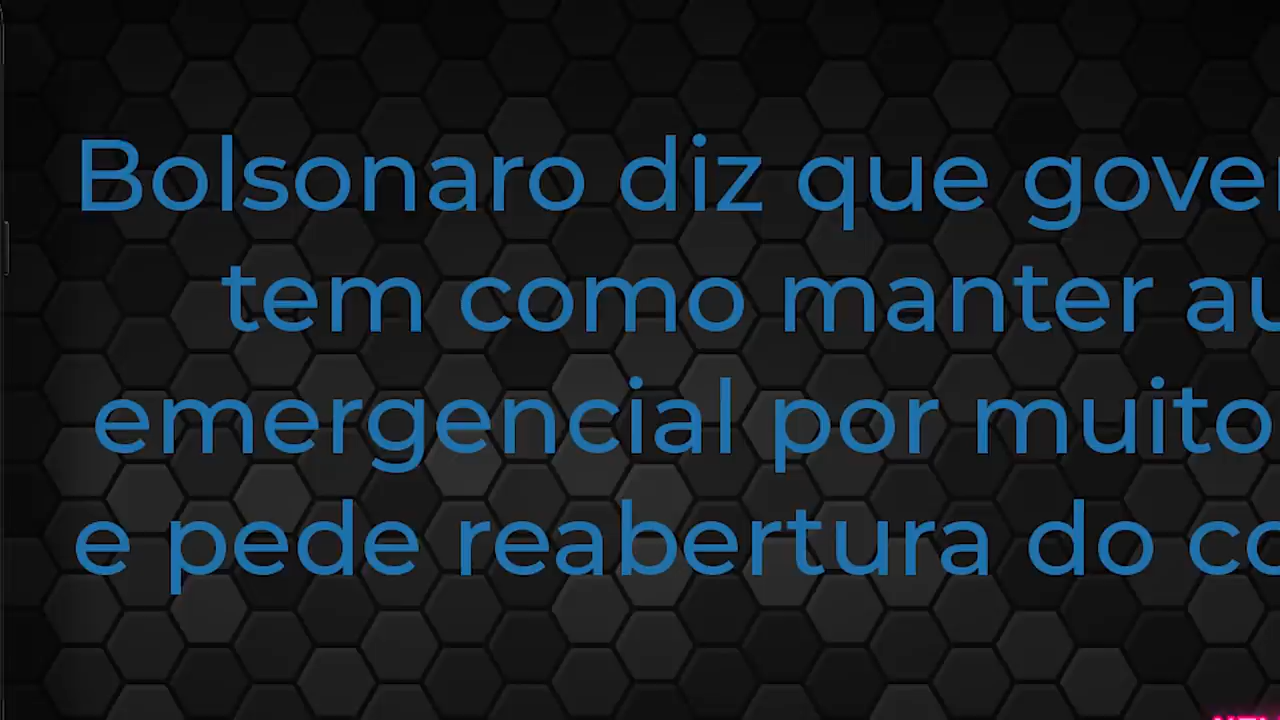 Bolsonaro diz que gover
tem como manter au
emergencial por muito
e pede reabertura do co